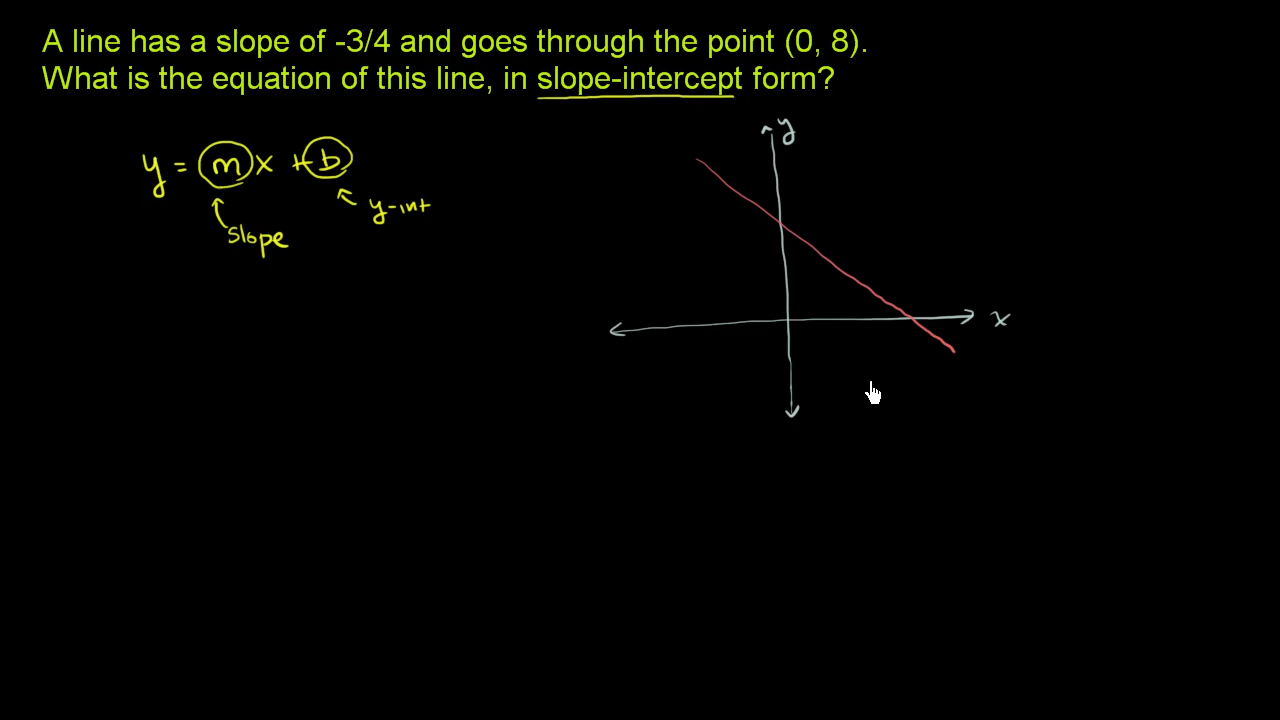 A line has a slope of -3/4 and goes through the point (0, 8).
What is the equation of this line, in slope-intercept form?
y = mx + b
slope
y-int
y
x